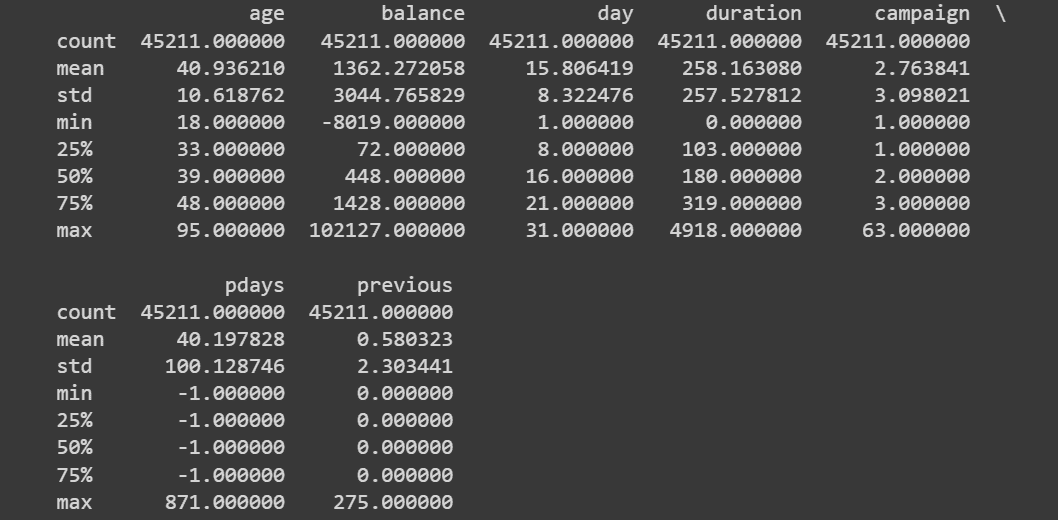 age balance day duration campaign \
count 45211.000000 45211.000000 45211.000000 45211.000000 45211.000000
mean 40.936210 1362.272058 15.806419 258.163080 2.763841
std 10.618762 3044.765829 8.322476 257.527812 3.098021
min 18.000000 -8019.000000 1.000000 0.000000 1.000000
25% 33.000000 72.000000 8.000000 103.000000 1.000000
50% 39.000000 448.000000 16.000000 180.000000 2.000000
75% 48.000000 1428.000000 21.000000 319.000000 3.000000
max 95.000000 102127.000000 31.000000 4918.000000 63.000000
pdays previous
count 45211.000000 45211.000000
mean 40.197828 0.580323
std 100.128746 2.303441
min -1.000000 0.000000
25% -1.000000 0.000000
50% -1.000000 0.000000
75% -1.000000 0.000000
max 871.000000 275.000000